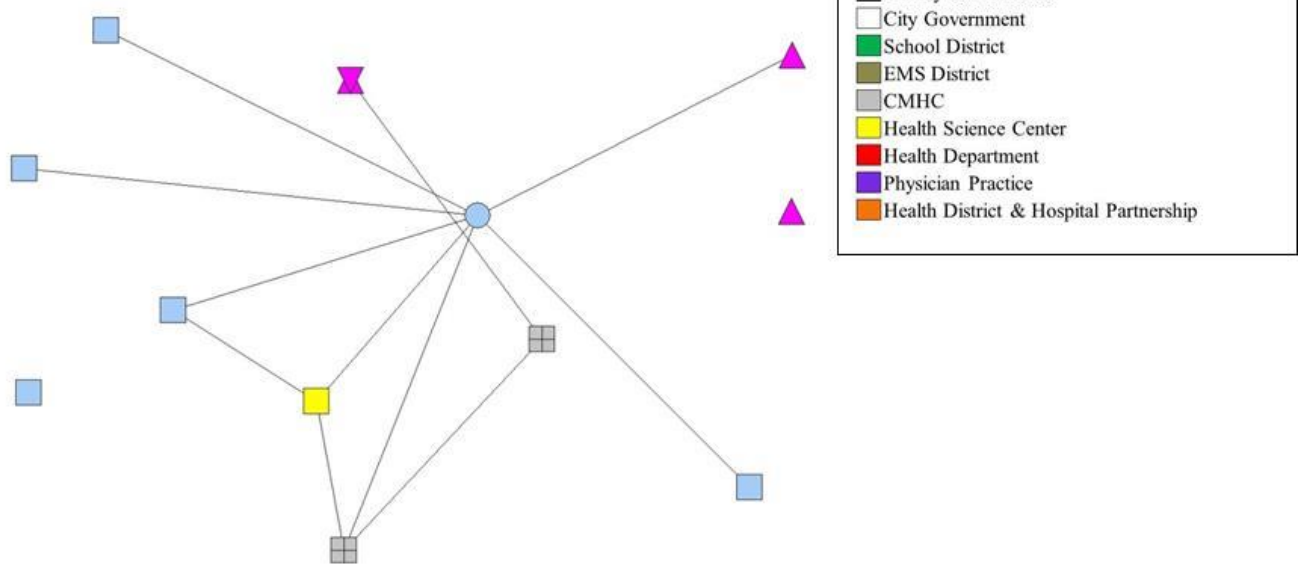 City Government
School District
EMS District
CMHC
Health Science Center
Health Department
Physician Practice
Health District & Hospital Partnership